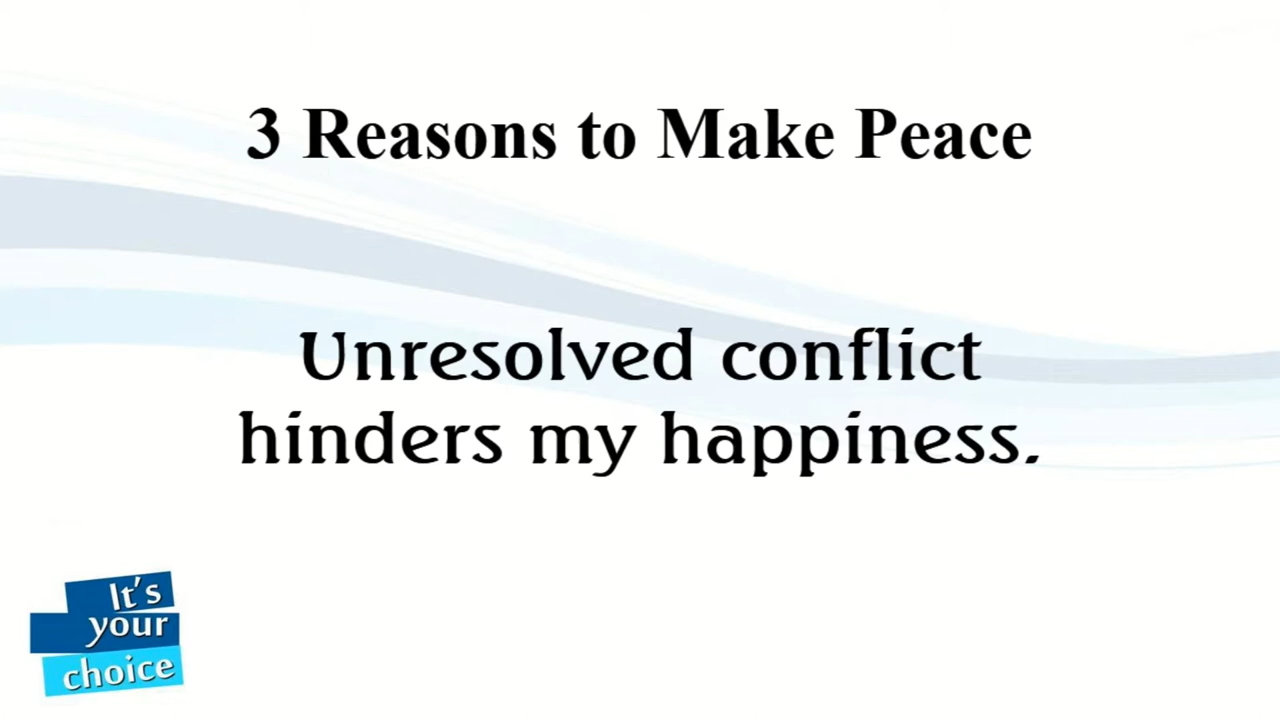 3 Reasons to Make Peace
Unresolved conflict
hinders my happiness.
It's
your
choice